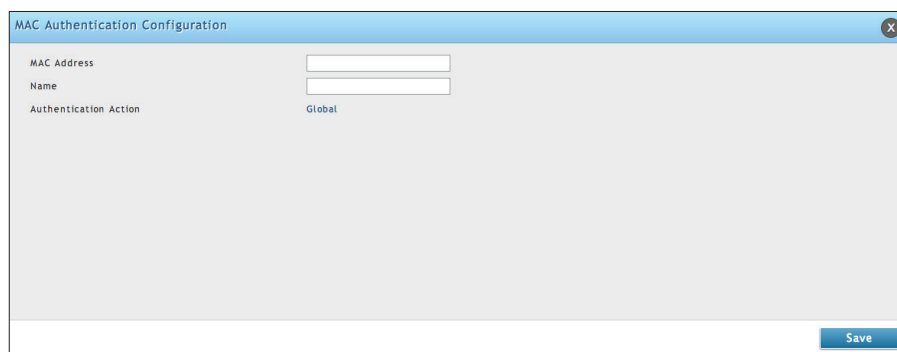 MAC Authentication Configuration
X
MAC Address
Name
Authentication Action Global
Save